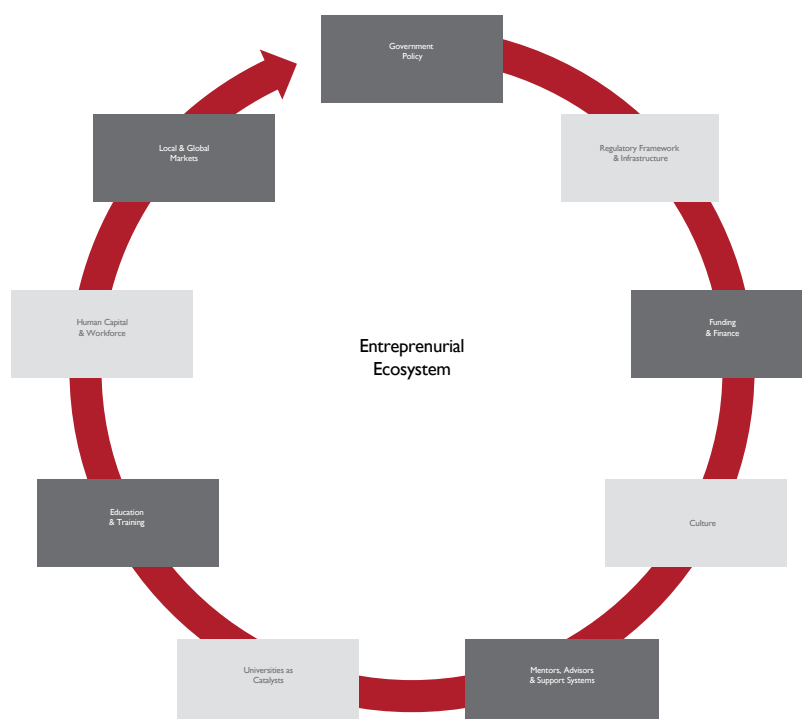 Government
Policy
Regulatory Framework
& Infrastructure
Funding
& Finance
Culture
Mentors, Advisors
& Support Systems
Universities as
Catalysts
Education
& Training
Human Capital
& Workforce
Local & Global
Markets
Entreprenurial
Ecosystem